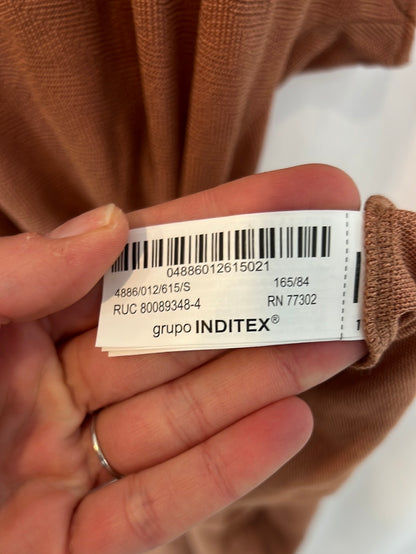 04886012615021
4886/012/615/S 165/84
RUC 80089348-4 RN 77302
grupo INDITEX®